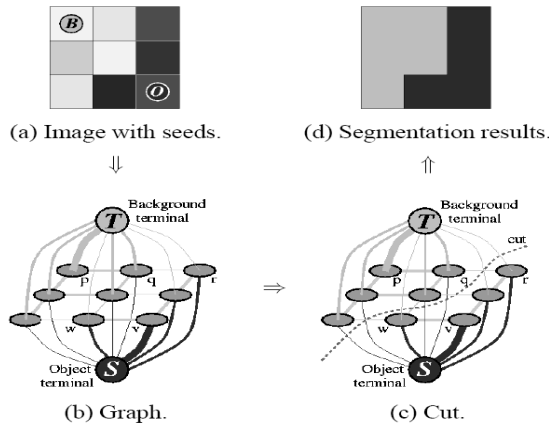 B
O
(a) Image with seeds.
(d) Segmentation results.
Background
terminal
T
p
q
r
w
v
Object
terminal
S
(b) Graph.
Background
terminal
T
cut
p
q
r
w
v
Object
terminal
S
(c) Cut.